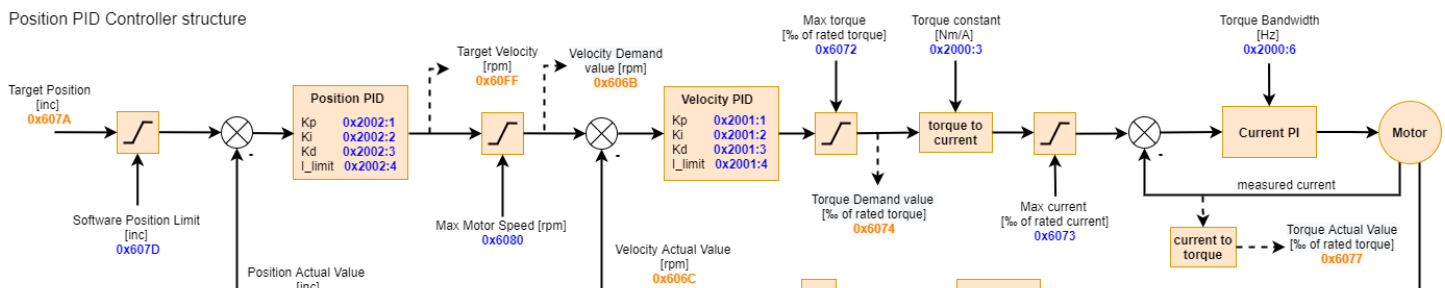 Position PID Controller structure
Target Position
[inc]
0x607A
Software Position Limit
[inc]
0x607D
Position Actual Value
[inc]
-
Position PID
Kp 0x2002:1
Ki 0x2002:2
Kd 0x2002:3
I_limit 0x2002:4
Target Velocity
[rpm]
0x60FF
Velocity Demand
value [rpm]
0x606B
Max Motor Speed [rpm]
0x6080
-
Velocity Actual Value
[rpm]
0x606C
Velocity PID
Kp 0x2001:1
Ki 0x2001:2
Kd 0x2001:3
I_limit 0x2001:4
Max torque
[‰ of rated torque]
0x6072
Torque Demand value
[‰ of rated torque]
0x6074
Torque constant
[Nm/A]
0x2000:3
torque to
current
Max current
[‰ of rated current]
0x6073
-
Torque Bandwidth
[Hz]
0x2000:6
Current PI
Motor
measured current
current to
torque
Torque Actual Value
[‰ of rated torque]
0x6077